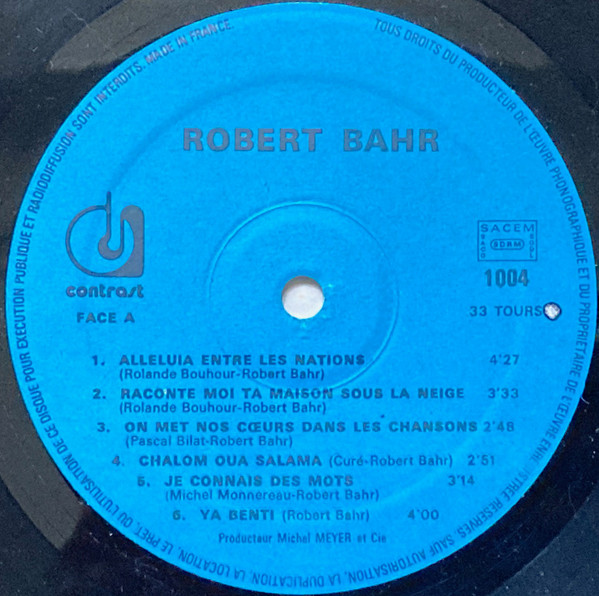 TOUS DROITS DU PRODUCTEUR DE L'ŒUVRE PHONOGRAPHIQUE ET DU PROPRIÉTAIRE DE L'ŒUVRE ENREGISTRÉE RESERVÉS. SAUF AUTORISATION, LA DUPLICATION, LA LOCATION, LE PRÊT OU L'UTILISATION DE CE DISQUE POUR EXECUTION PUBLIQUE ET RADIODIFFUSION SONT INTERDITS. MADE IN FRANCE.
ROBERT BAHR
contrast
FACE A
SACEM
SDRM
1004
33 TOURS
1. ALLELUIA ENTRE LES NATIONS 4'27
(Rolande Bouhour-Robert Bahr)
2. RACONTE MOI TA MAISON SOUS LA NEIGE 3'33
(Rolande Bouhour-Robert Bahr)
3. ON MET NOS CŒURS DANS LES CHANSONS 2'48
(Pascal Bilat-Robert Bahr)
4. CHALOM OUA SALAMA (Curé-Robert Bahr) 2'51
5. JE CONNAIS DES MOTS 3'14
(Michel Monnereau-Robert Bahr)
6. YA BENTI (Robert Bahr) 4'00
Producteur Michel MEYER et Cie